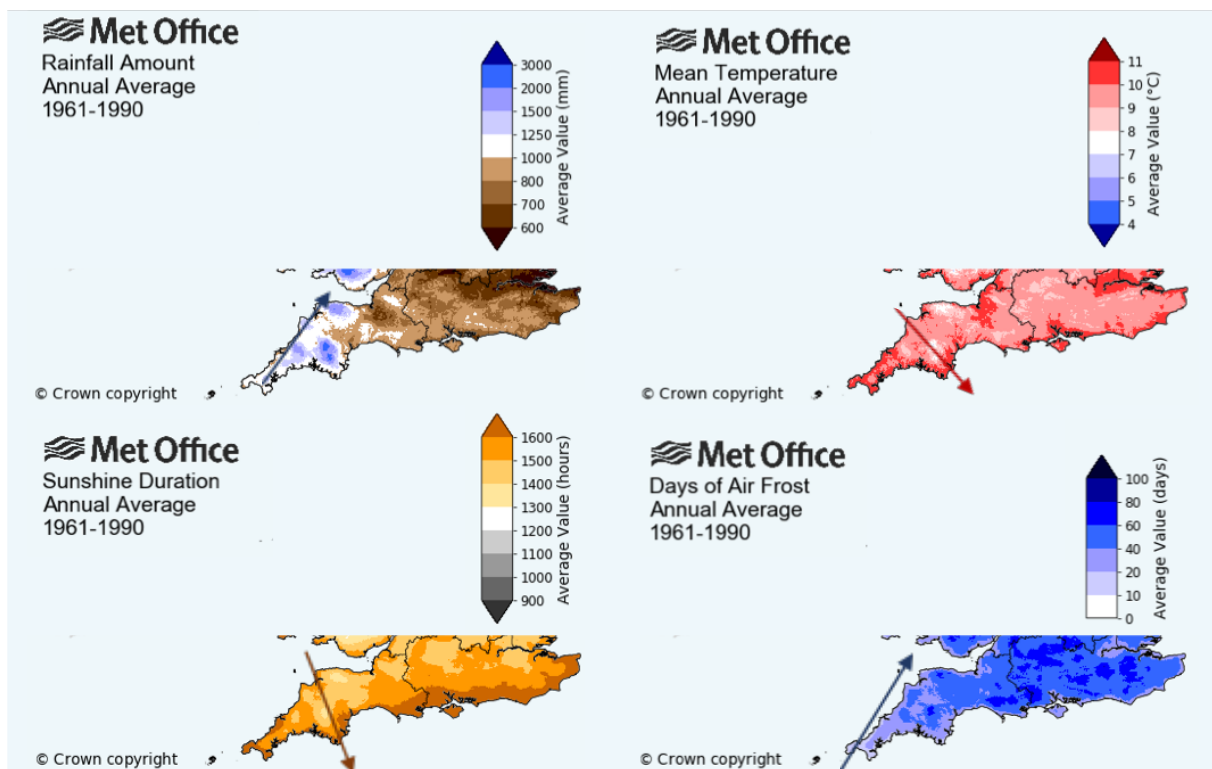 Met Office
Rainfall Amount
Annual Average
1961-1990
3000
2000
1500
1250
1000
800
700
600
Average Value (mm)
© Crown copyright
Met Office
Mean Temperature
Annual Average
1961-1990
11
10
9
8
7
6
5
4
Average Value (°C)
© Crown copyright
Met Office
Sunshine Duration
Annual Average
1961-1990
1600
1500
1400
1300
1200
1100
1000
900
Average Value (hours)
© Crown copyright
Met Office
Days of Air Frost
Annual Average
1961-1990
100
80
60
40
20
10
0
Average Value (days)
© Crown copyright